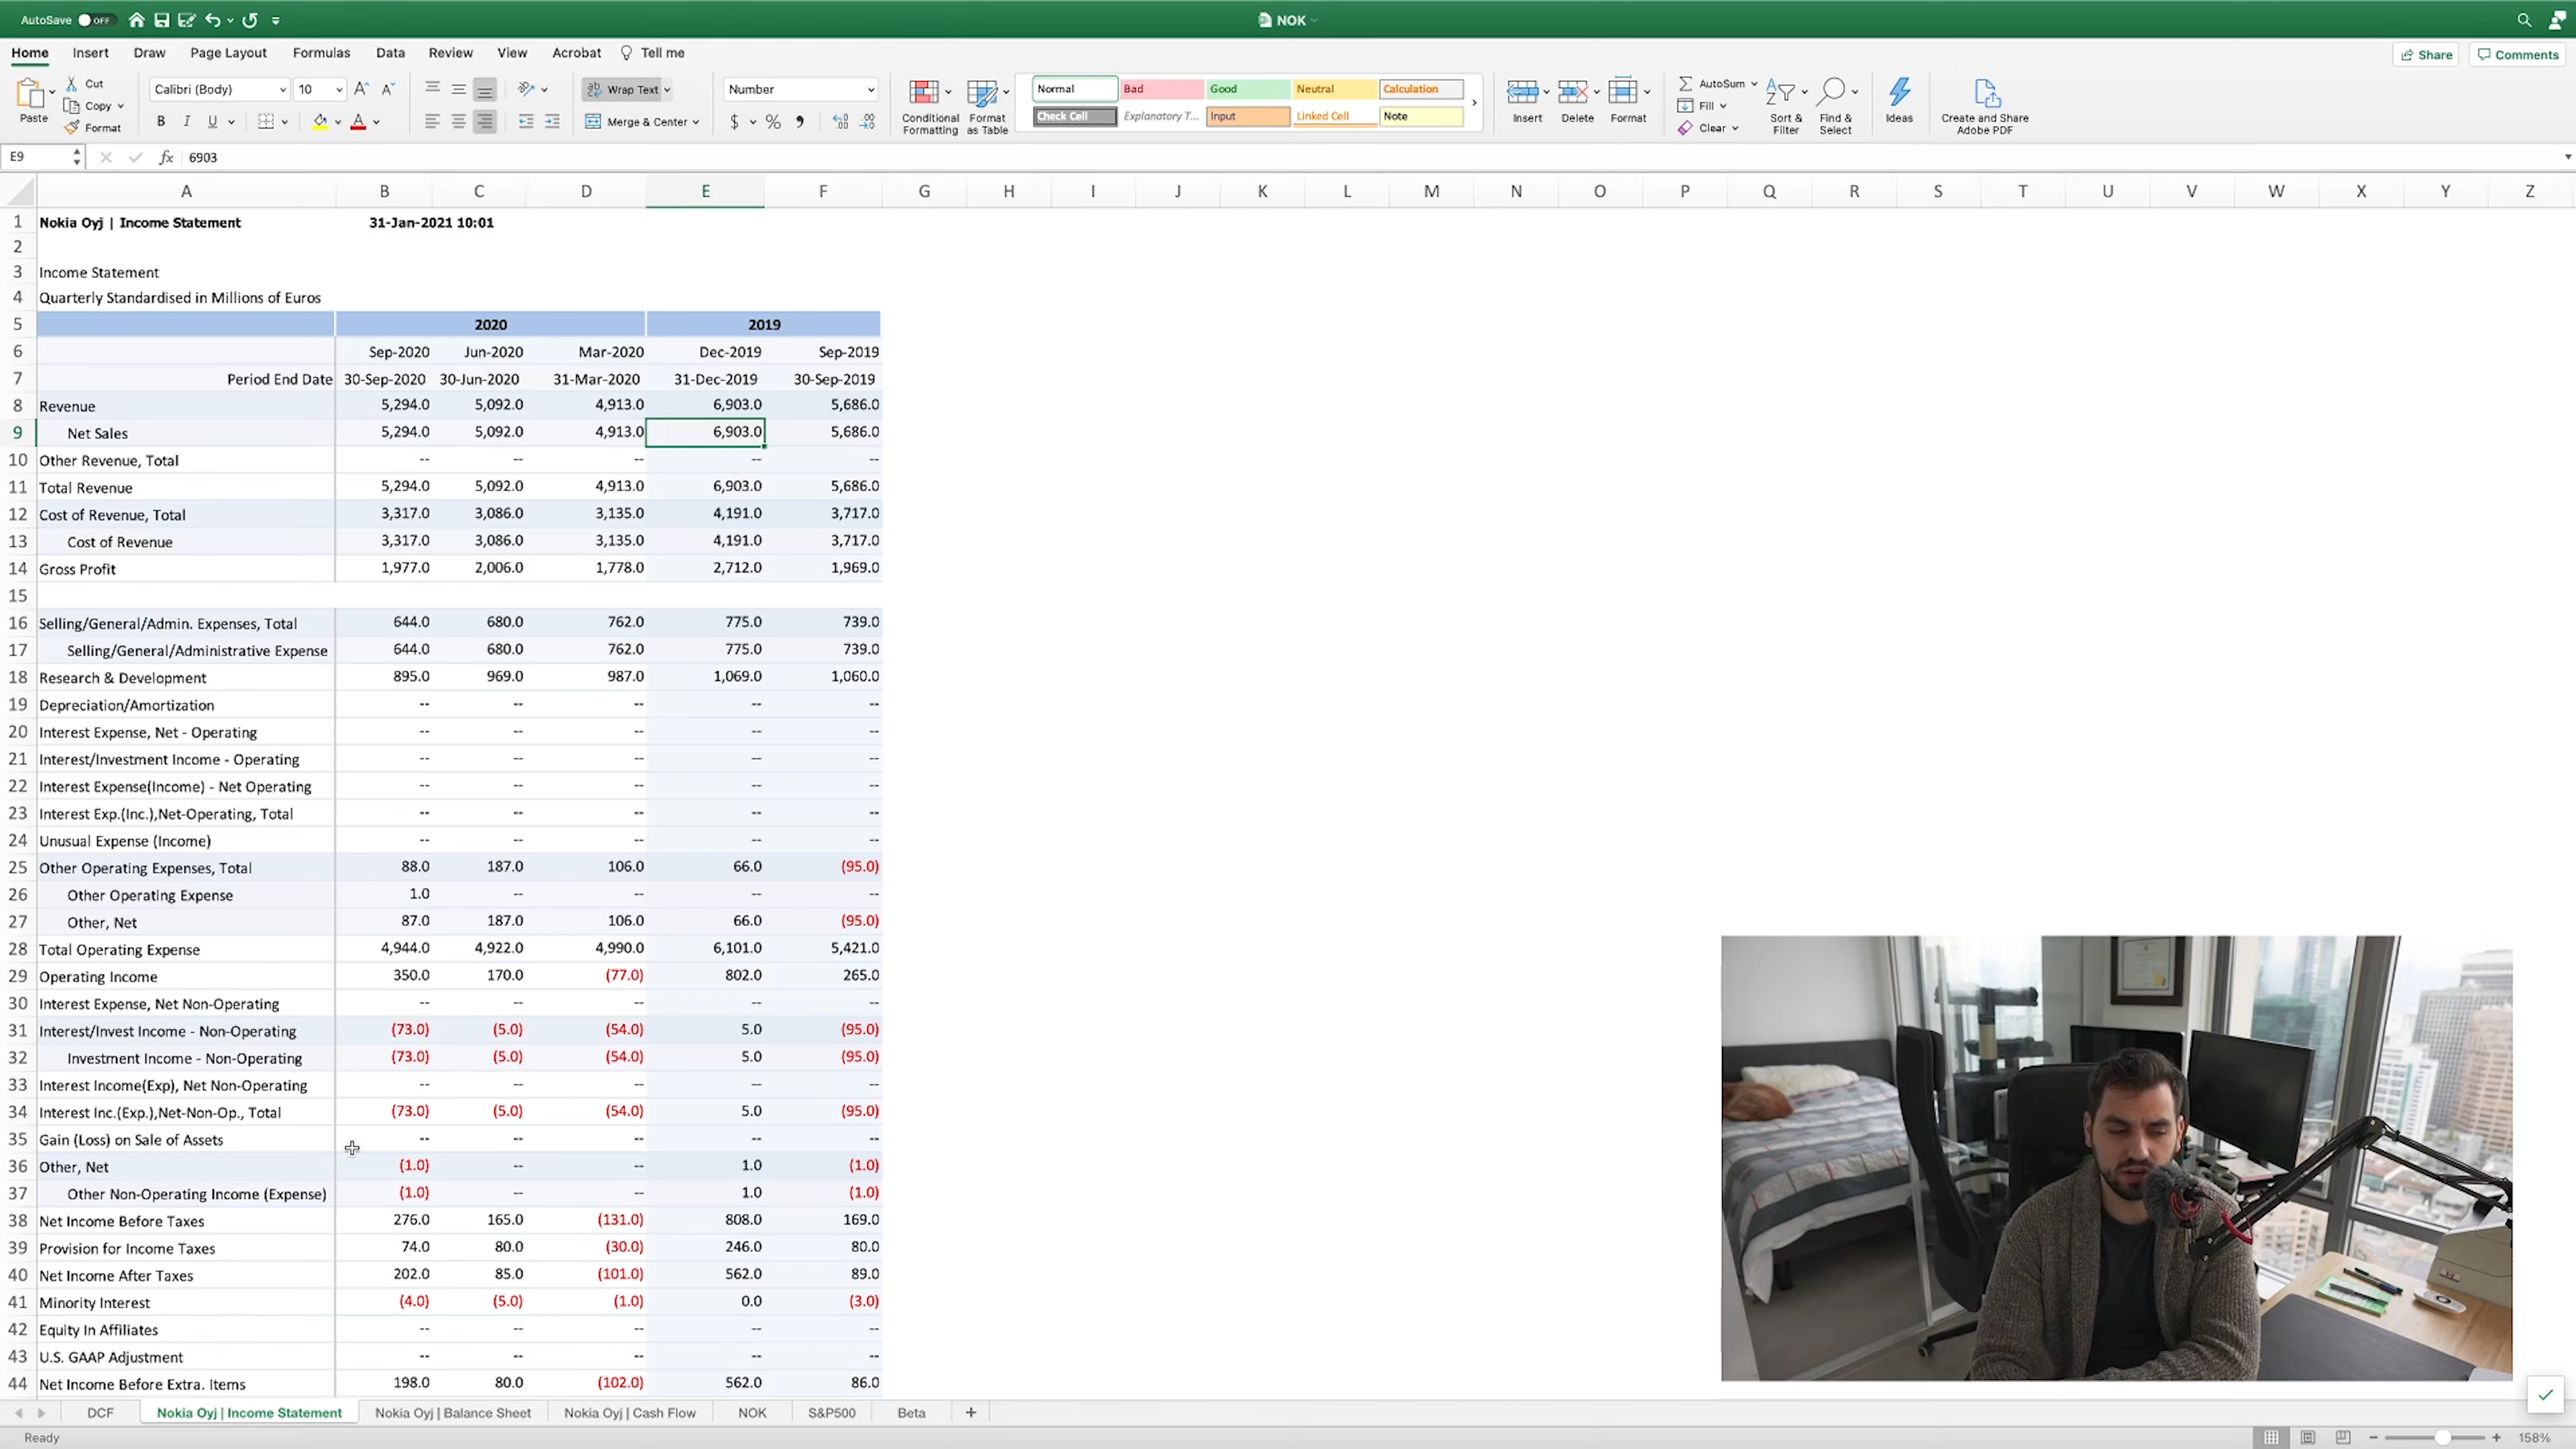 AutoSave OFF NOK
Home Insert Draw Page Layout Formulas Data Review View Acrobat Tell me Share Comments
Paste Cut Copy Format Calibri (Body) 10 B I U Wrap Text Merge & Center Number $ % Conditional Formatting Format as Table Normal Bad Good Neutral Calculation Check Cell Explanatory T... Input Linked Cell Note Insert Delete Format AutoSum Fill Clear Sort & Filter Find & Select Ideas Create and Share Adobe PDF
E9 fx 6903
A B C D E F G H I J K L M N O P Q R S T U V W X Y Z
1 Nokia Oyj | Income Statement 31-Jan-2021 10:01
2
3 Income Statement
4 Quarterly Standardised in Millions of Euros
5 2020 2019
6 Sep-2020 Jun-2020 Mar-2020 Dec-2019 Sep-2019
7 Period End Date 30-Sep-2020 30-Jun-2020 31-Mar-2020 31-Dec-2019 30-Sep-2019
8 Revenue 5,294.0 5,092.0 4,913.0 6,903.0 5,686.0
9 Net Sales 5,294.0 5,092.0 4,913.0 6,903.0 5,686.0
10 Other Revenue, Total -- -- -- -- --
11 Total Revenue 5,294.0 5,092.0 4,913.0 6,903.0 5,686.0
12 Cost of Revenue, Total 3,317.0 3,086.0 3,135.0 4,191.0 3,717.0
13 Cost of Revenue 3,317.0 3,086.0 3,135.0 4,191.0 3,717.0
14 Gross Profit 1,977.0 2,006.0 1,778.0 2,712.0 1,969.0
15
16 Selling/General/Admin. Expenses, Total 644.0 680.0 762.0 775.0 739.0
17 Selling/General/Administrative Expense 644.0 680.0 762.0 775.0 739.0
18 Research & Development 895.0 969.0 987.0 1,069.0 1,060.0
19 Depreciation/Amortization -- -- -- -- --
20 Interest Expense, Net - Operating -- -- -- -- --
21 Interest/Investment Income - Operating -- -- -- -- --
22 Interest Expense(Income) - Net Operating -- -- -- -- --
23 Interest Exp.(Inc.),Net-Operating, Total -- -- -- -- --
24 Unusual Expense (Income) -- -- -- -- --
25 Other Operating Expenses, Total 88.0 187.0 106.0 66.0 (95.0)
26 Other Operating Expense 1.0 -- -- -- --
27 Other, Net 87.0 187.0 106.0 66.0 (95.0)
28 Total Operating Expense 4,944.0 4,922.0 4,990.0 6,101.0 5,421.0
29 Operating Income 350.0 170.0 (77.0) 802.0 265.0
30 Interest Expense, Net Non-Operating -- -- -- -- --
31 Interest/Invest Income - Non-Operating (73.0) (5.0) (54.0) 5.0 (95.0)
32 Investment Income - Non-Operating (73.0) (5.0) (54.0) 5.0 (95.0)
33 Interest Income(Exp), Net Non-Operating -- -- -- -- --
34 Interest Inc.(Exp.),Net-Non-Op., Total (73.0) (5.0) (54.0) 5.0 (95.0)
35 Gain (Loss) on Sale of Assets -- -- -- -- --
36 Other, Net (1.0) -- -- 1.0 (1.0)
37 Other Non-Operating Income (Expense) (1.0) -- -- 1.0 (1.0)
38 Net Income Before Taxes 276.0 165.0 (131.0) 808.0 169.0
39 Provision for Income Taxes 74.0 80.0 (30.0) 246.0 80.0
40 Net Income After Taxes 202.0 85.0 (101.0) 562.0 89.0
41 Minority Interest (4.0) (5.0) (1.0) 0.0 (3.0)
42 Equity In Affiliates -- -- -- -- --
43 U.S. GAAP Adjustment -- -- -- -- --
44 Net Income Before Extra. Items 198.0 80.0 (102.0) 562.0 86.0
DCF Nokia Oyj | Income Statement Nokia Oyj | Balance Sheet Nokia Oyj | Cash Flow NOK S&P500 Beta +
Ready 158%